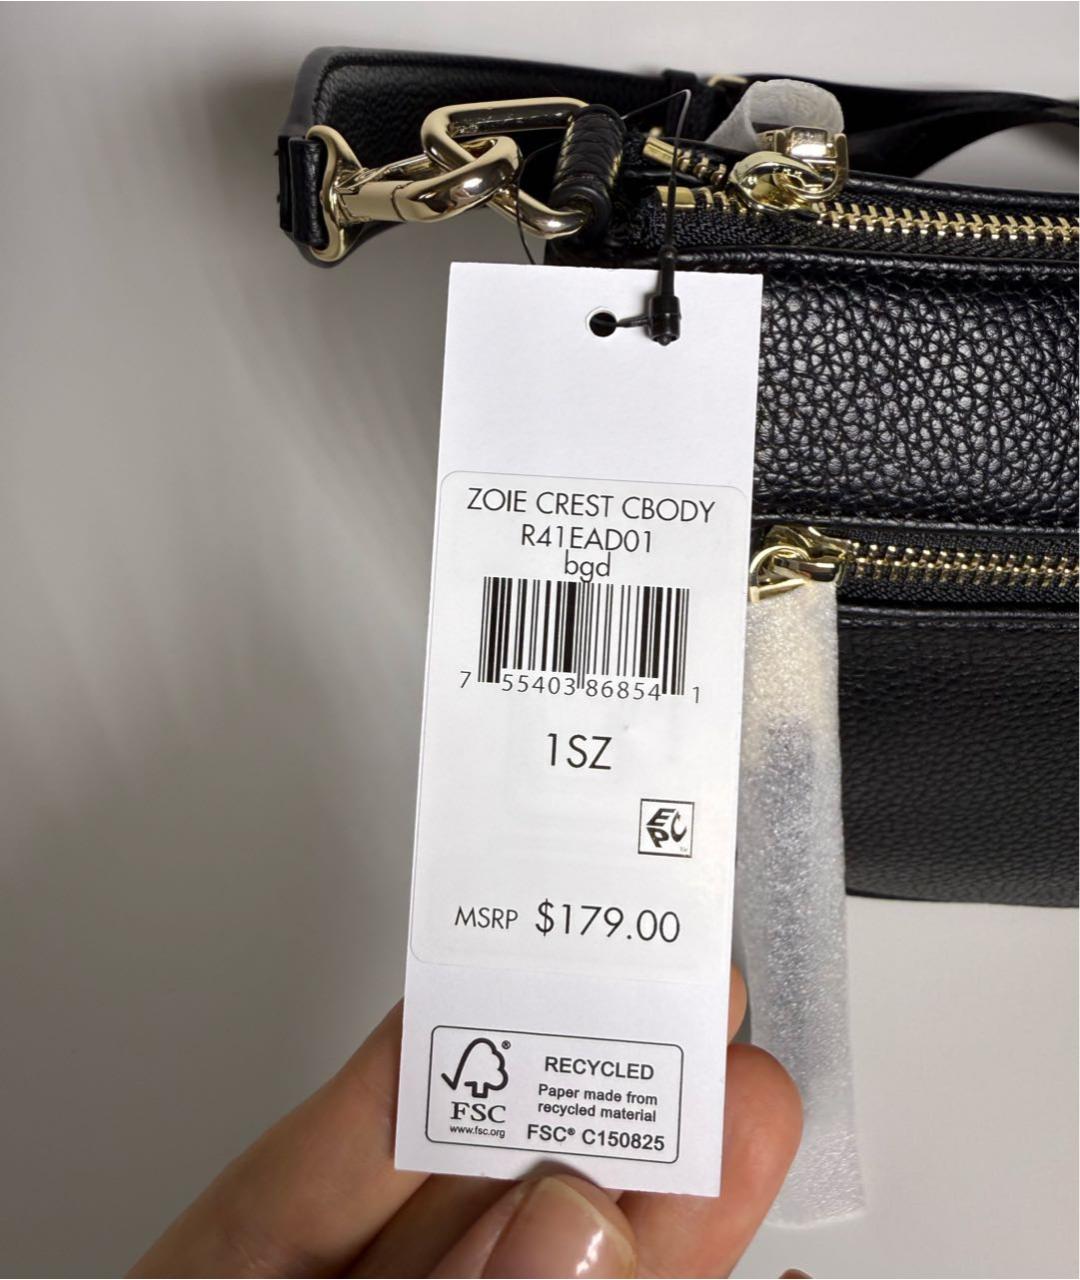 ZOIE CREST CBODY
R41EAD01
bgd
7 55403 86854 1
1SZ
EPC
MSRP $179.00
FSC®
www.fsc.org
RECYCLED
Paper made from
recycled material
FSC® C150825